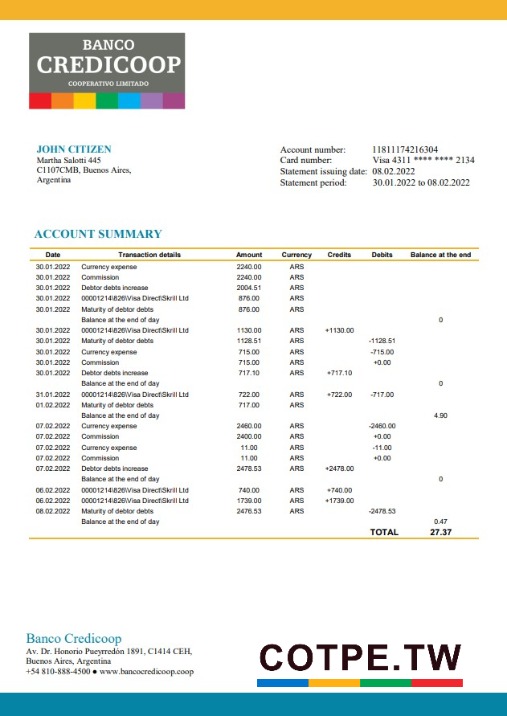 BANCO
CREDICOOP
COOPERATIVO LIMITADO
JOHN CITIZEN
Martha Salotti 445
C1107CMB, Buenos Aires,
Argentina
Account number: 11811174216304
Card number: Visa 4311 **** **** 2134
Statement issuing date: 08.02.2022
Statement period: 30.01.2022 to 08.02.2022
ACCOUNT SUMMARY
Date Transaction details Amount Currency Credits Debits Balance at the end
30.01.2022 Currency expense 2240.00 ARS
30.01.2022 Commission 2240.00 ARS
30.01.2022 Debtor debts increase 2004.51 ARS
30.01.2022 00001214\826\Visa Direct\Skrill Ltd 876.00 ARS
30.01.2022 Maturity of debtor debts 876.00 ARS
Balance at the end of day 0
30.01.2022 00001214\826\Visa Direct\Skrill Ltd 1130.00 ARS +1130.00
30.01.2022 Maturity of debtor debts 1128.51 ARS -1128.51
30.01.2022 Currency expense 715.00 ARS -715.00
30.01.2022 Commission 715.00 ARS +0.00
30.01.2022 Debtor debts increase 717.10 ARS +717.10
Balance at the end of day 0
31.01.2022 00001214\826\Visa Direct\Skrill Ltd 722.00 ARS +722.00 -717.00
01.02.2022 Maturity of debtor debts 717.00 ARS
Balance at the end of day 4.90
07.02.2022 Currency expense 2460.00 ARS -2460.00
07.02.2022 Commission 2400.00 ARS +0.00
07.02.2022 Currency expense 11.00 ARS -11.00
07.02.2022 Commission 11.00 ARS +0.00
07.02.2022 Debtor debts increase 2478.53 ARS +2478.00
Balance at the end of day 0
06.02.2022 00001214\826\Visa Direct\Skrill Ltd 740.00 ARS +740.00
06.02.2022 00001214\826\Visa Direct\Skrill Ltd 1739.00 ARS +1739.00
08.02.2022 Maturity of debtor debts 2476.53 ARS -2478.53
Balance at the end of day 0.47
TOTAL 27.37
Banco Credicoop
Av. Dr. Honorio Pueyrredòn 1891, C1414 CEH,
Buenos Aires, Argentina
+54 810-888-4500 ● www.bancocredicoop.coop
COTPE.TW